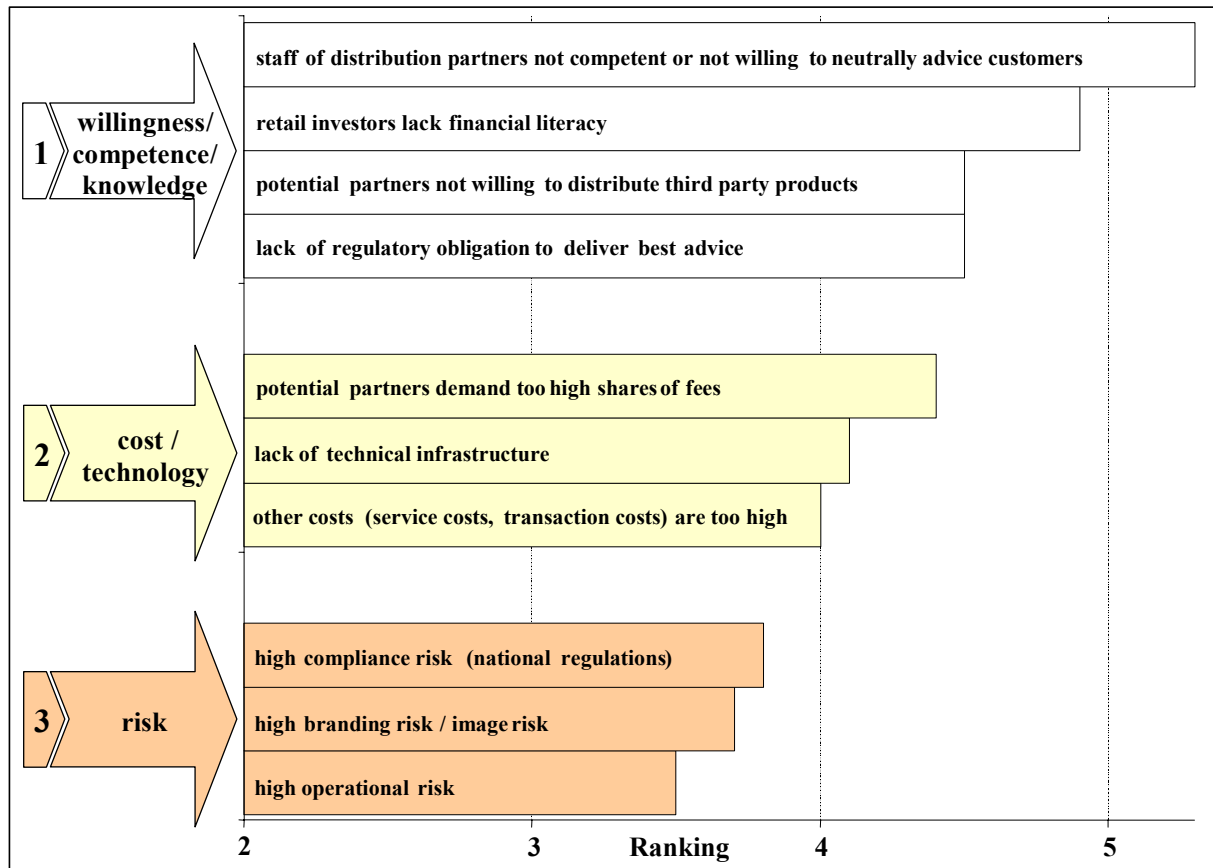 staff of distribution partners not competent or not willing to neutrally advice customers
1
willingness/
competence/
knowledge
retail investors lack financial literacy
potential partners not willing to distribute third party products
lack of regulatory obligation to deliver best advice
2
cost /
technology
potential partners demand too high shares of fees
lack of technical infrastructure
other costs (service costs, transaction costs) are too high
3
risk
high compliance risk (national regulations)
high branding risk / image risk
high operational risk
2 3 Ranking 4 5